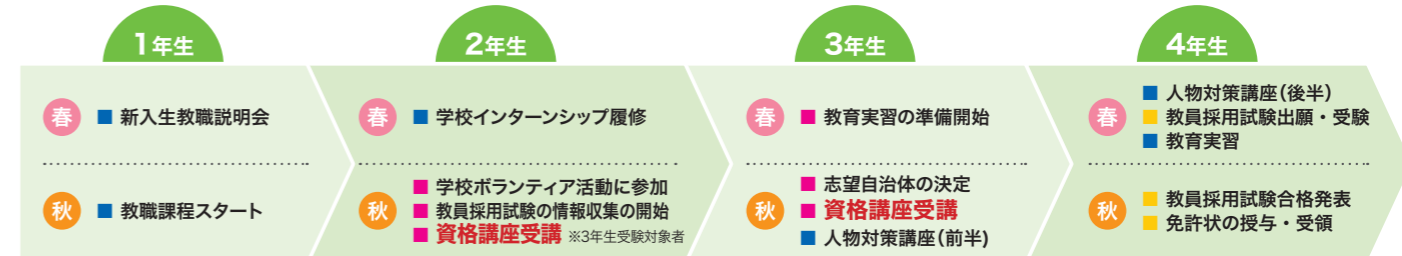 1年生
春
■ 新入生教職説明会
秋
■ 教職課程スタート
2年生
春
■ 学校インターンシップ履修
秋
■ 学校ボランティア活動に参加
■ 教員採用試験の情報収集の開始
■ 資格講座受講 ※3年生受験対象者
3年生
春
■ 教育実習の準備開始
秋
■ 志望自治体の決定
■ 資格講座受講
■ 人物対策講座(前半)
4年生
春
■ 人物対策講座(後半)
■ 教員採用試験出願・受験
■ 教育実習
秋
■ 教員採用試験合格発表
■ 免許状の授与・受領